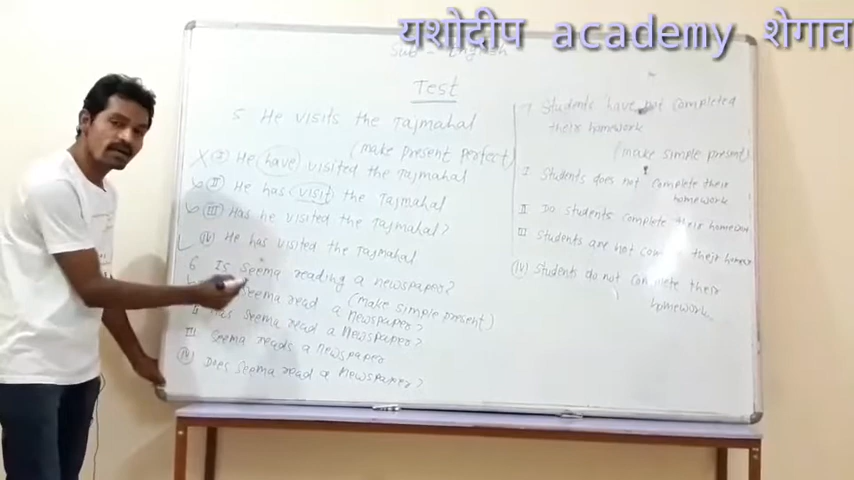 यशोदीप academy शेगाव
Sub - English
Test
5 He visits the Tajmahal
(make present perfect)
I He have visited the Tajmahal.
II He has visit the Tajmahal.
III Has he visited the Tajmahal?
IV He has visited the Tajmahal.
6 Is Seema reading a newspaper?
(make simple present)
Seema read a newspaper?
II Has Seema read a newspaper?
III Seema reads a newspaper
IV Does Seema read a newspaper?
7 Students have not completed
their homework
(make simple present)
I Students does not complete their
homework
II Do students complete their homework
III Students are not their homework
IV Students do not complete their
homework.